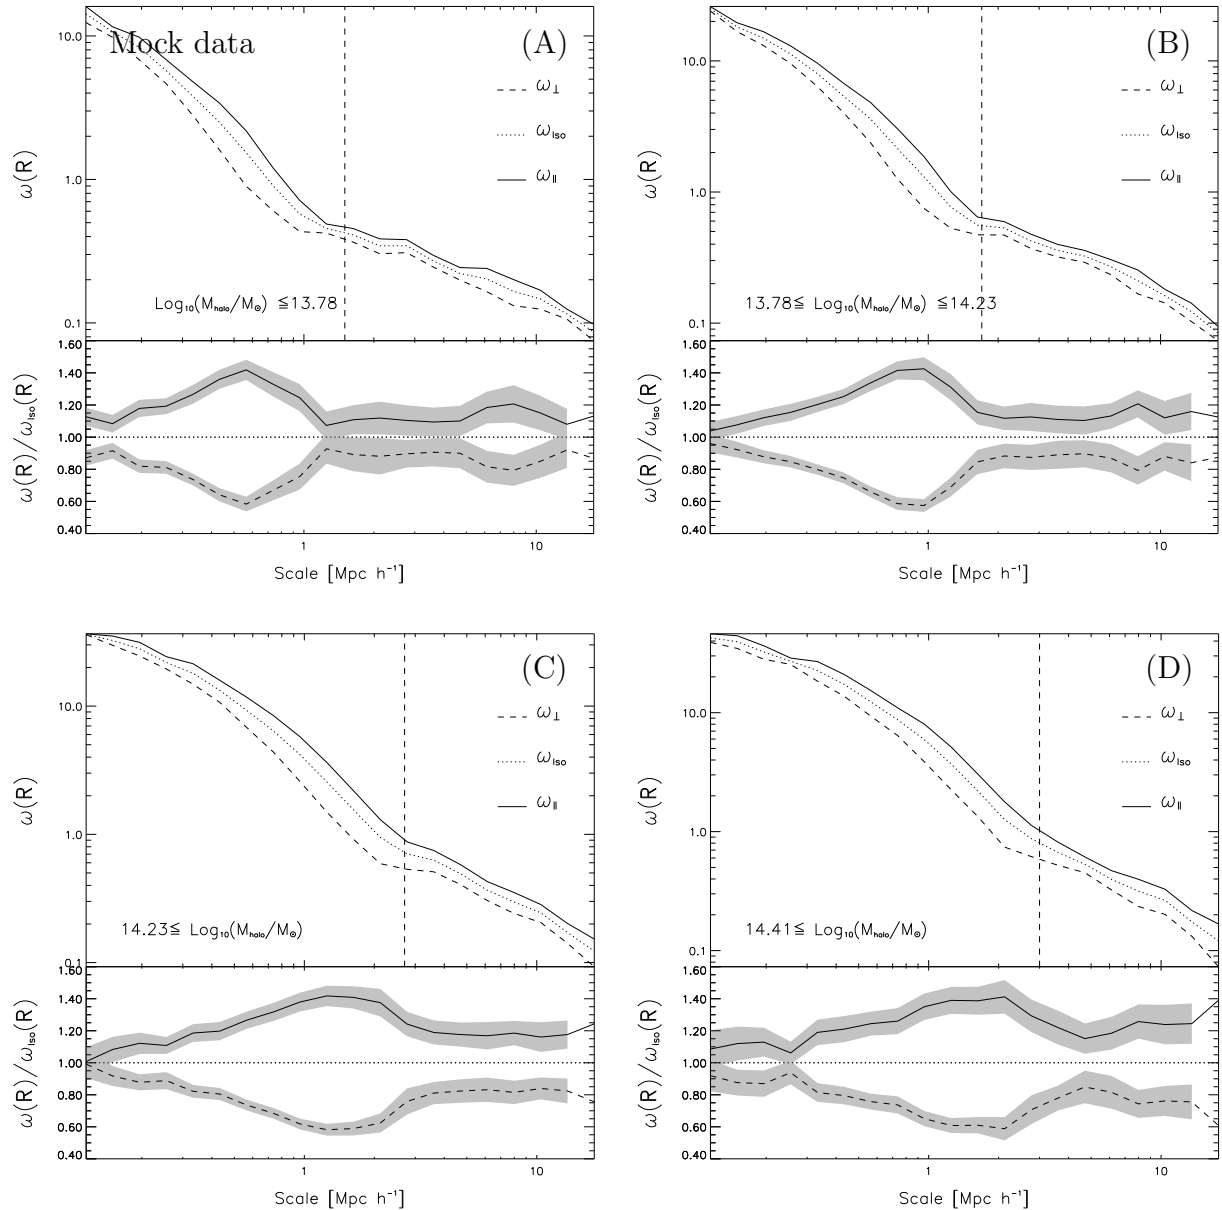 Mock data
(A)
10.0
1.0
0.1
ω(R)
ω⊥
ωIso
ω∥
Log₁₀(Mhalo/M☉) ≦13.78
1.60
1.40
1.20
1.00
0.80
0.60
0.40
ω(R)/ωIso(R)
1
10
Scale [Mpc h⁻¹]
(B)
10.0
1.0
0.1
ω(R)
ω⊥
ωIso
ω∥
13.78≦ Log₁₀(Mhalo/M☉) ≦14.23
1.60
1.40
1.20
1.00
0.80
0.60
0.40
ω(R)/ωIso(R)
1
10
Scale [Mpc h⁻¹]
(C)
10.0
1.0
0.1
ω(R)
ω⊥
ωIso
ω∥
14.23≦ Log₁₀(Mhalo/M☉)
1.60
1.40
1.20
1.00
0.80
0.60
0.40
ω(R)/ωIso(R)
1
10
Scale [Mpc h⁻¹]
(D)
10.0
1.0
0.1
ω(R)
ω⊥
ωIso
ω∥
14.41≦ Log₁₀(Mhalo/M☉)
1.60
1.40
1.20
1.00
0.80
0.60
0.40
ω(R)/ωIso(R)
1
10
Scale [Mpc h⁻¹]